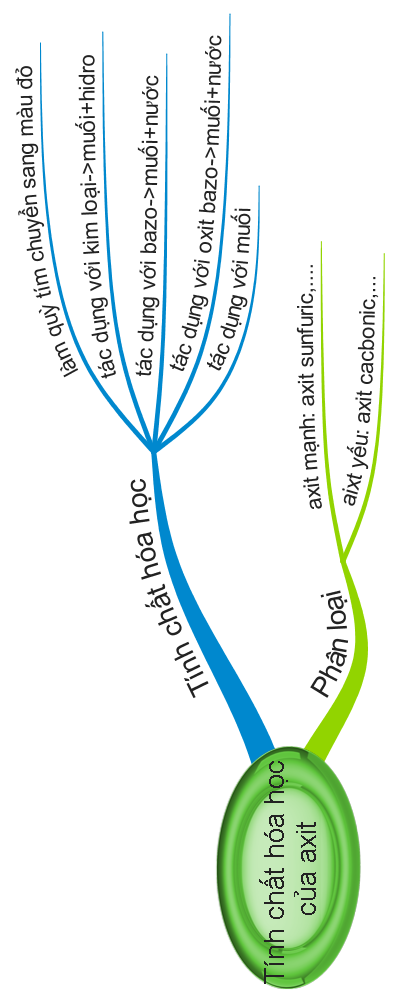 Tính chất hóa học
của axit
Tính chất hóa học
làm quỳ tím chuyển sang màu đỏ
tác dụng với kim loại->muối+hidro
tác dụng với bazo->muối+nước
tác dụng với oxit bazo->muối+nước
tác dụng với muối
Phân loại
axit mạnh: axit sunfuric,....
aixt yếu: axit cacbonic,...